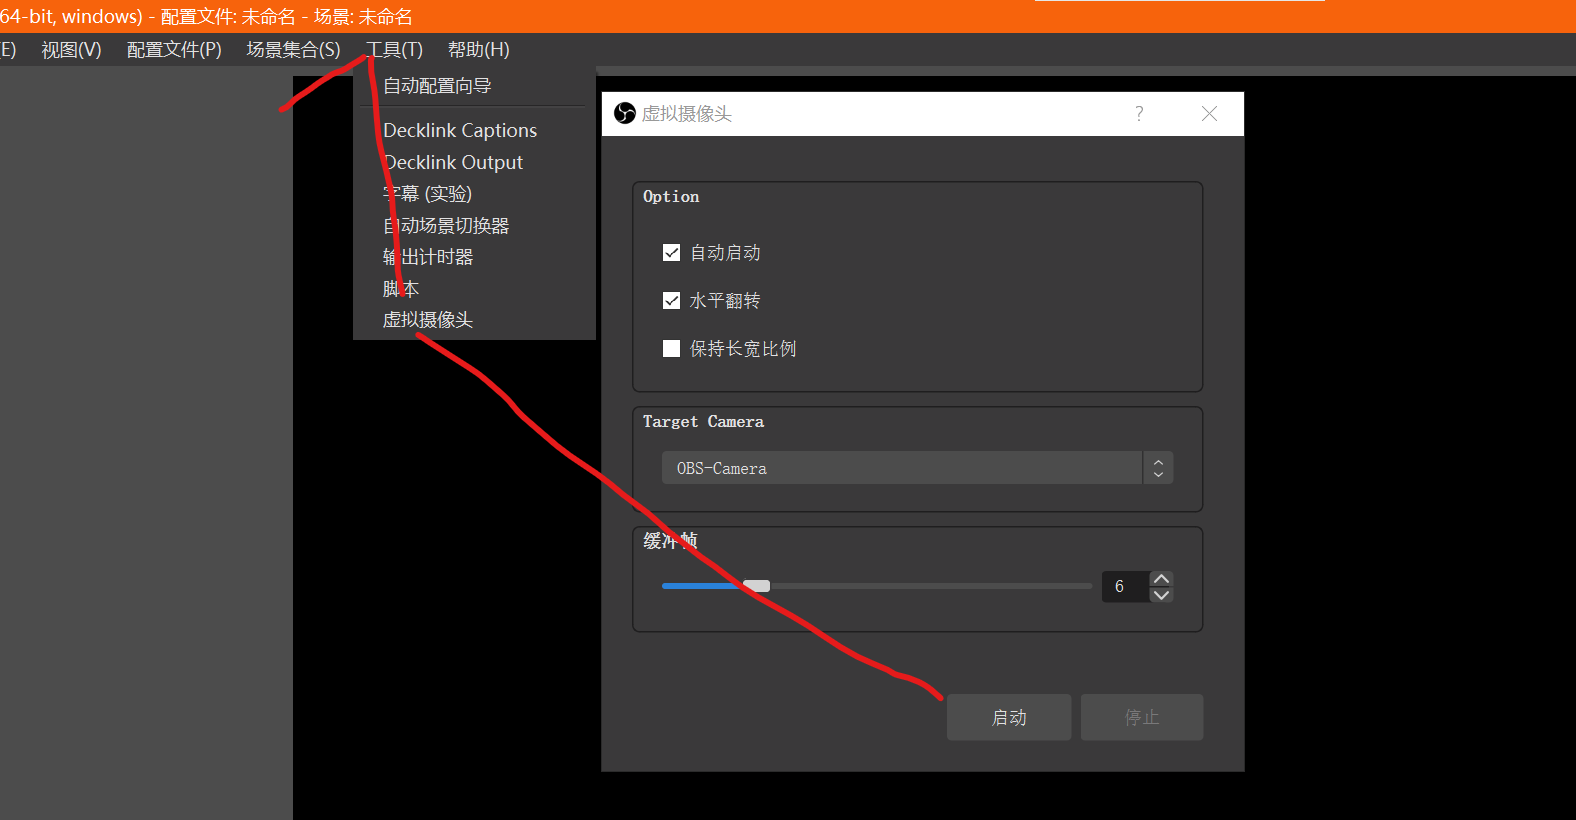 64-bit, windows) - 配置文件: 未命名 - 场景: 未命名
(E) 视图(V) 配置文件(P) 场景集合(S) 工具(T) 帮助(H)
自动配置向导
Decklink Captions
Decklink Output
字幕 (实验)
自动场景切换器
输出计时器
脚本
虚拟摄像头
虚拟摄像头 ?
Option
自动启动
水平翻转
保持长宽比例
Target Camera
OBS-Camera
缓冲帧
6
启动 停止